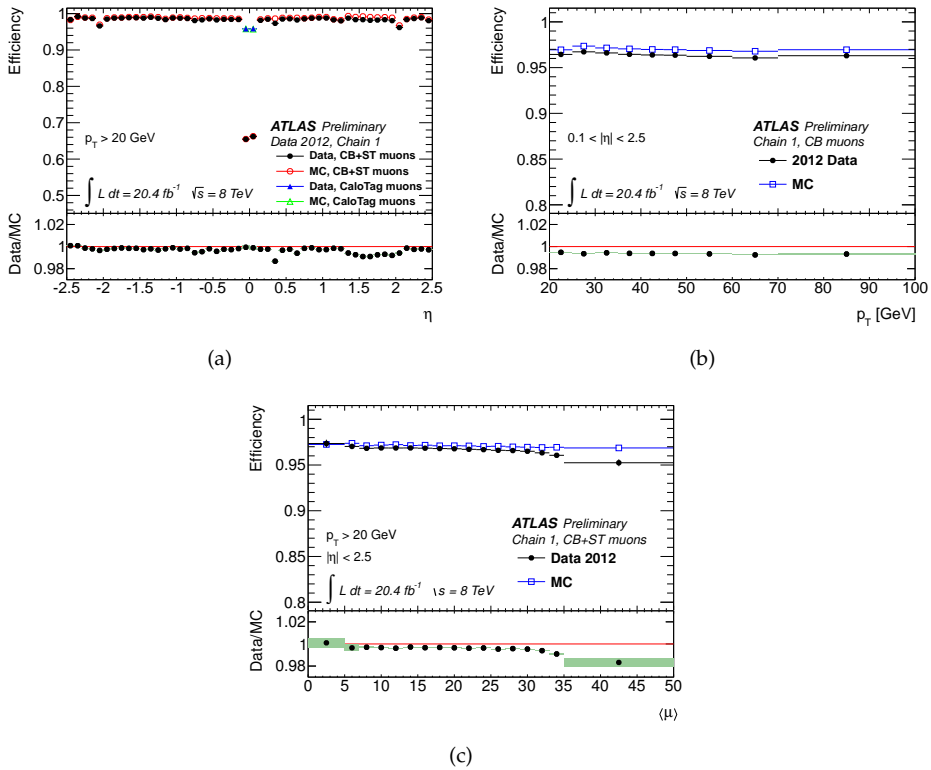 Efficiency
1
0.9
0.8
0.7
0.6
0.5
p_T > 20 GeV
ATLAS Preliminary
Data 2012, Chain 1
Data, CB+ST muons
MC, CB+ST muons
Data, CaloTag muons
MC, CaloTag muons
∫ L dt = 20.4 fb⁻¹ √s = 8 TeV
Data/MC
1.02
1
0.98
-2.5 -2 -1.5 -1 -0.5 0 0.5 1 1.5 2 2.5
η
(a)
Efficiency
1
0.95
0.9
0.85
0.8
0.1 < |η| < 2.5
ATLAS Preliminary
Chain 1, CB muons
2012 Data
MC
∫ L dt = 20.4 fb⁻¹ √s = 8 TeV
Data/MC
1.02
1
0.98
20 30 40 50 60 70 80 90 100
p_T [GeV]
(b)
Efficiency
1
0.95
0.9
0.85
0.8
p_T > 20 GeV
|η| < 2.5
ATLAS Preliminary
Chain 1, CB+ST muons
Data 2012
MC
∫ L dt = 20.4 fb⁻¹ \s = 8 TeV
Data/MC
1.02
1
0.98
0 5 10 15 20 25 30 35 40 45 50
⟨μ⟩
(c)